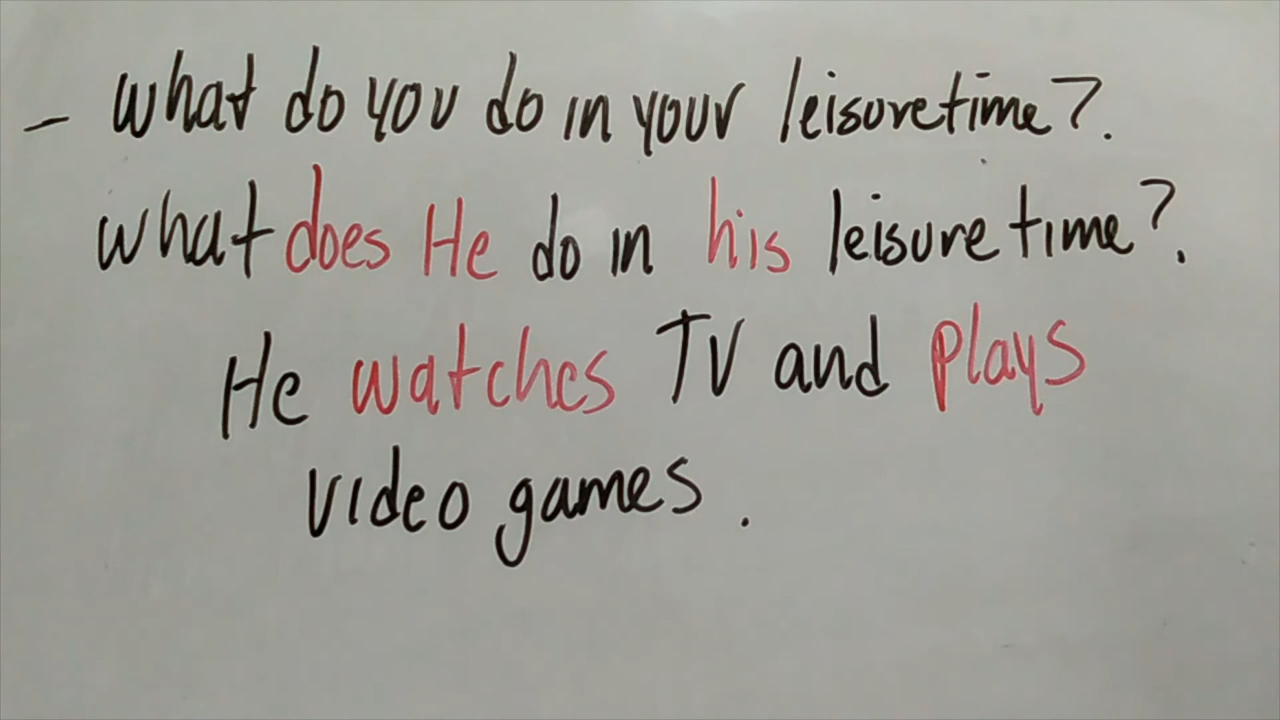 - What do you do in your leisure time?
What does He do in his leisure time?
He watches TV and plays
video games.